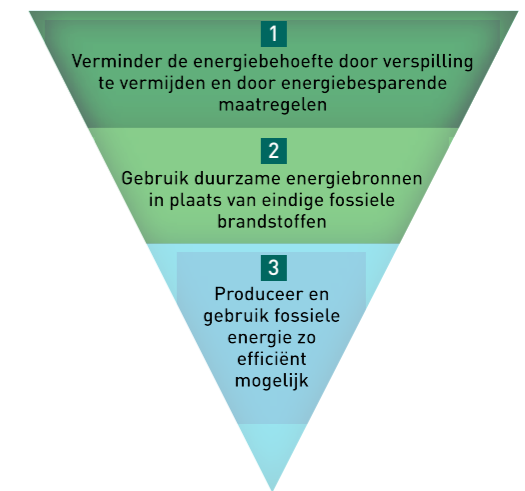 1
Verminder de energiebehoefte door verspilling
te vermijden en door energiebesparende
maatregelen
2
Gebruik duurzame energiebronnen
in plaats van eindige fossiele
brandstoffen
3
Produceer en
gebruik fossiele
energie zo
efficiënt
mogelijk